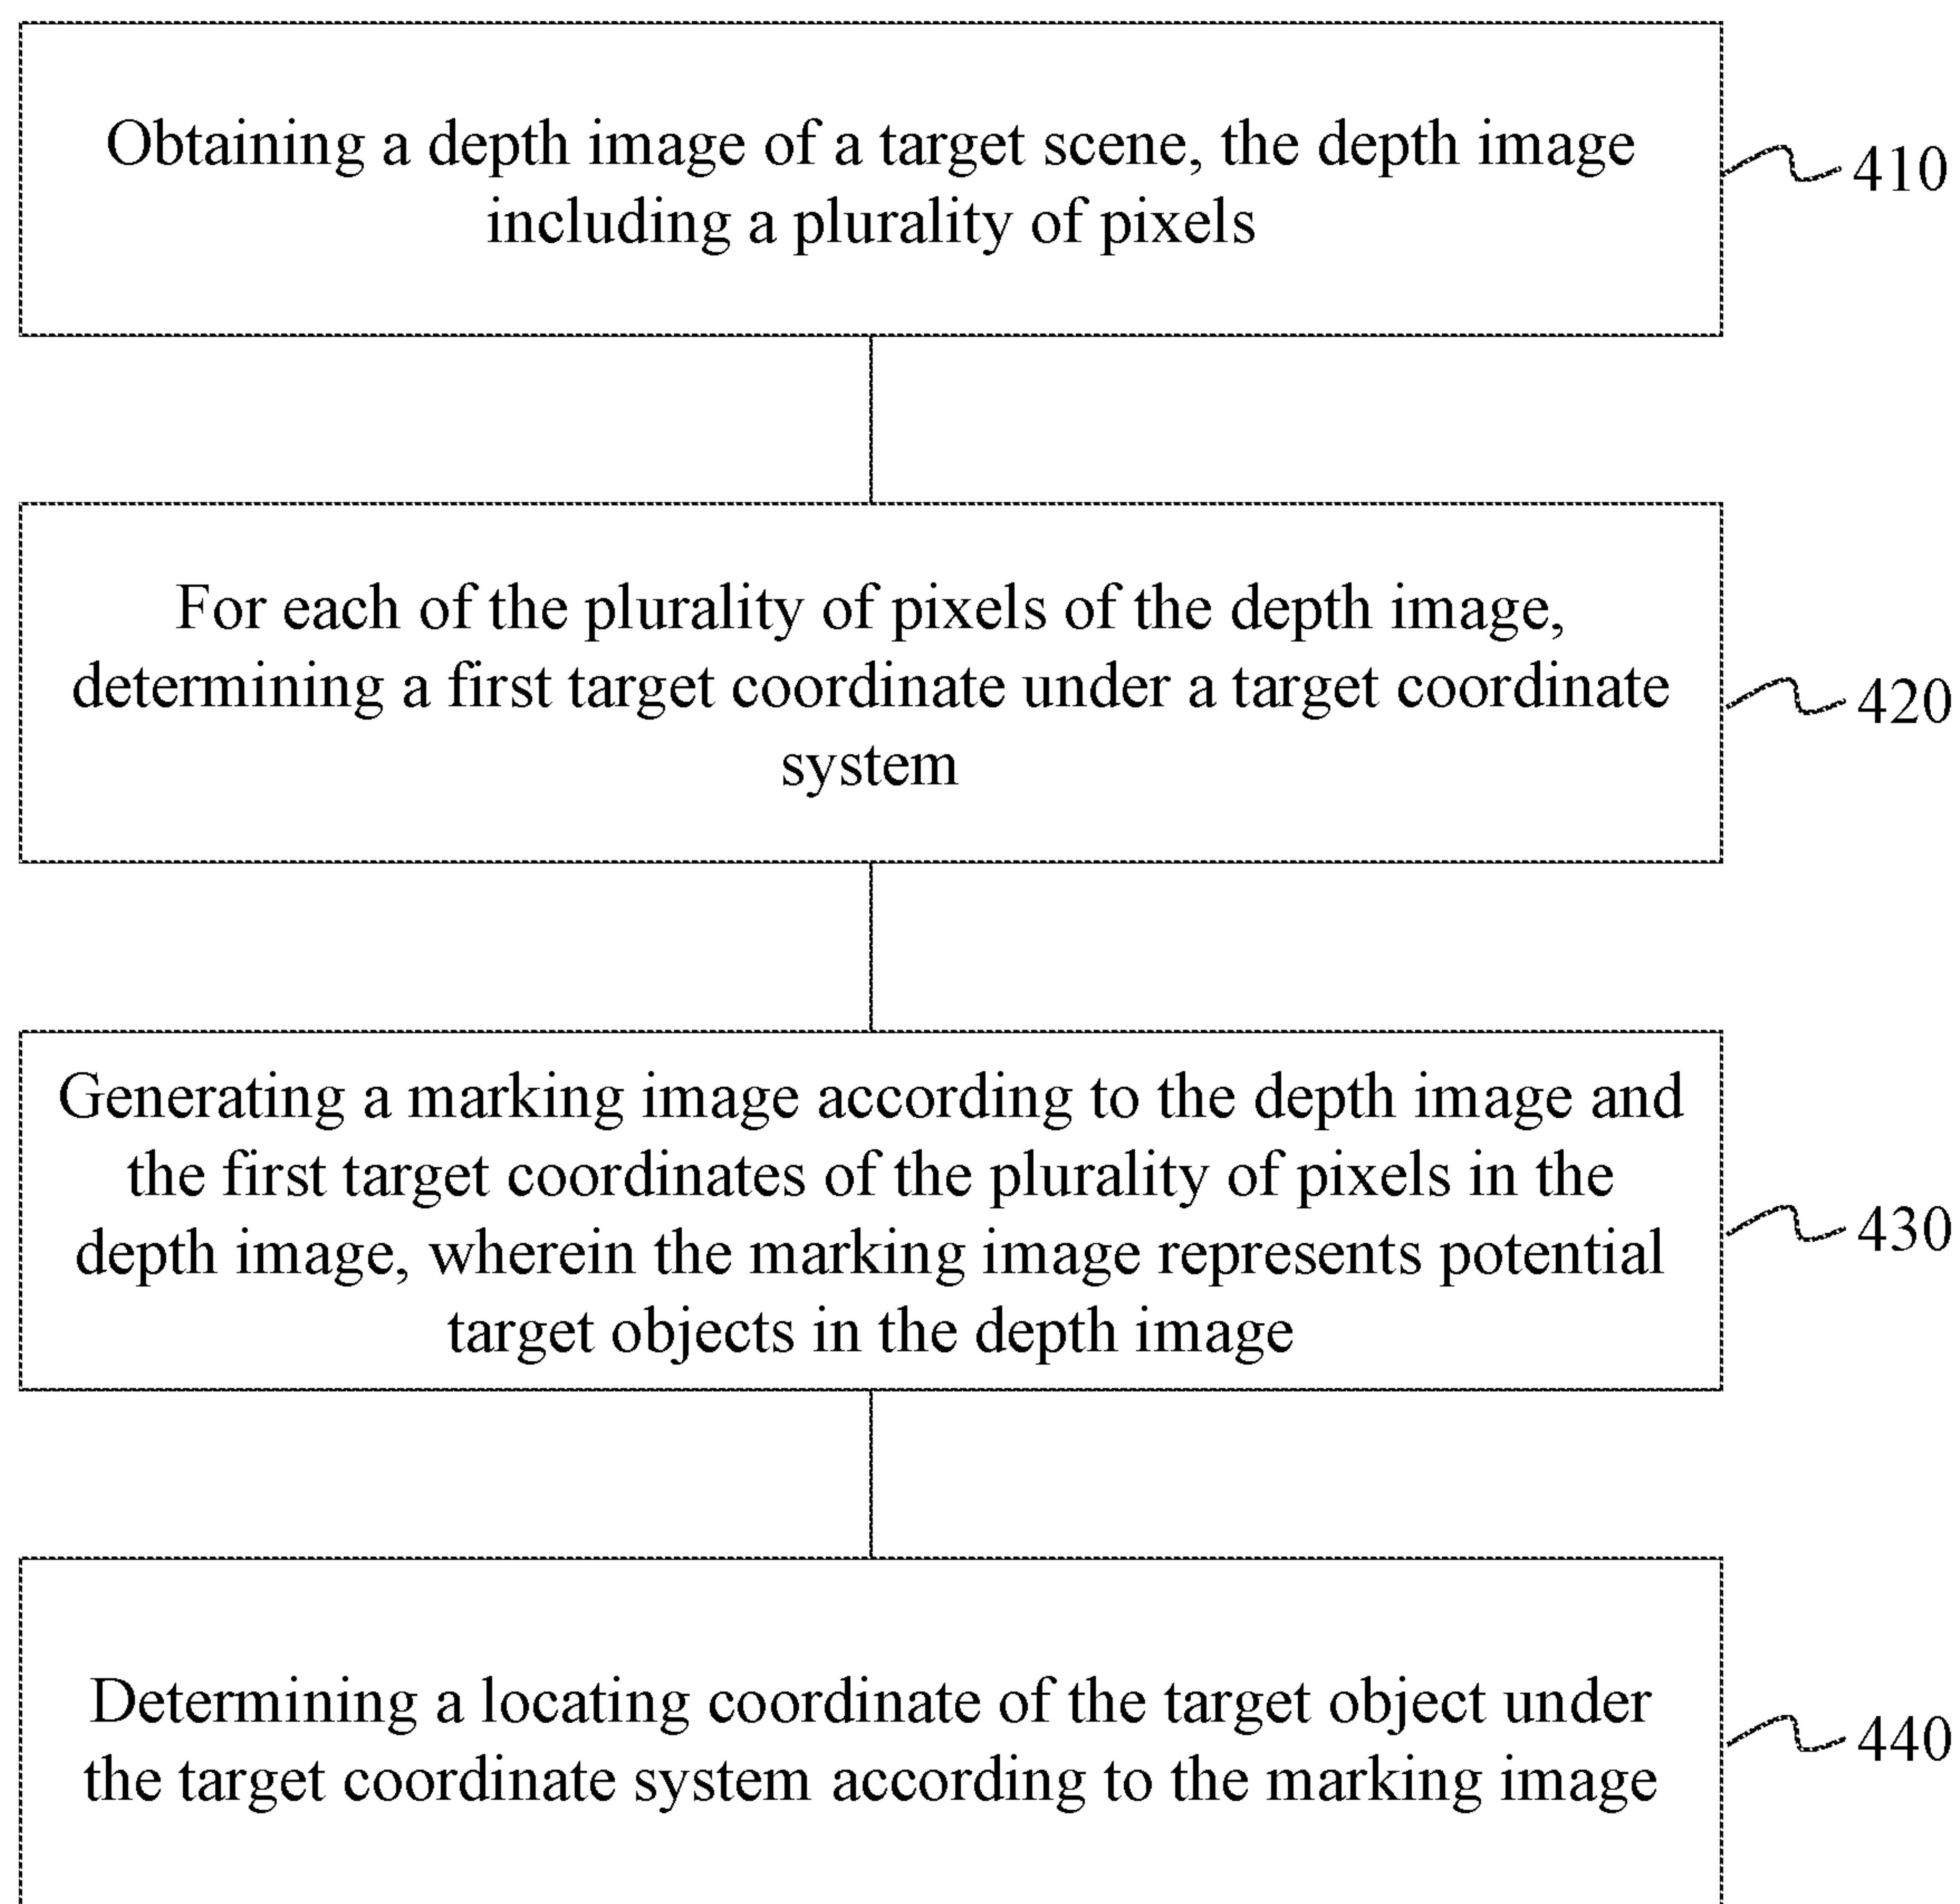 Obtaining a depth image of a target scene, the depth image
including a plurality of pixels
410
For each of the plurality of pixels of the depth image,
determining a first target coordinate under a target coordinate
system
420
Generating a marking image according to the depth image and
the first target coordinates of the plurality of pixels in the
depth image, wherein the marking image represents potential
target objects in the depth image
430
Determining a locating coordinate of the target object under
the target coordinate system according to the marking image
440